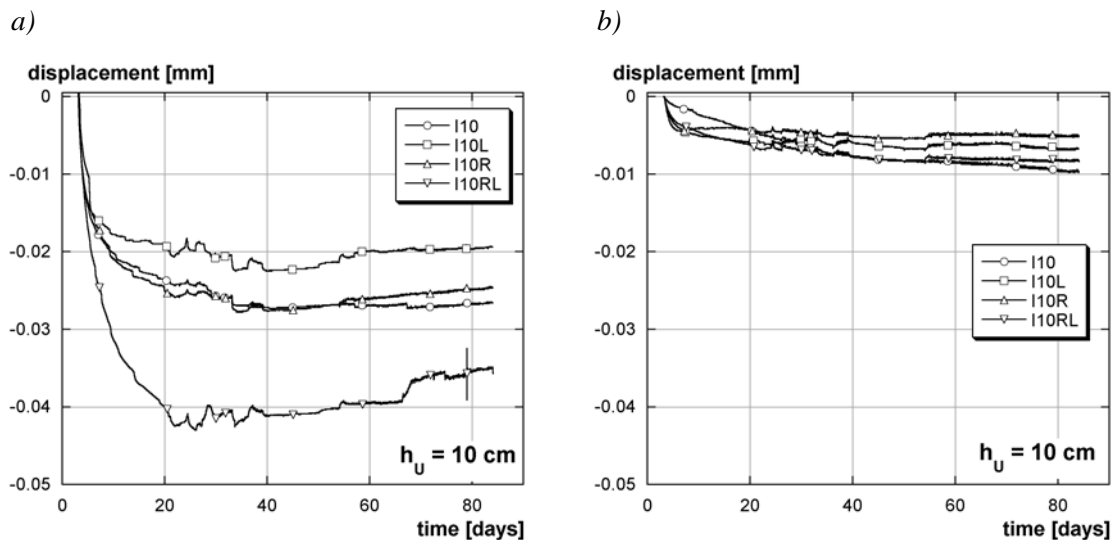 a)
displacement [mm]
0
-0.01
-0.02
-0.03
-0.04
-0.05
I10
I10L
I10R
I10RL
h_U = 10 cm
0 20 40 60 80
time [days]
b)
displacement [mm]
0
-0.01
-0.02
-0.03
-0.04
-0.05
I10
I10L
I10R
I10RL
h_U = 10 cm
0 20 40 60 80
time [days]